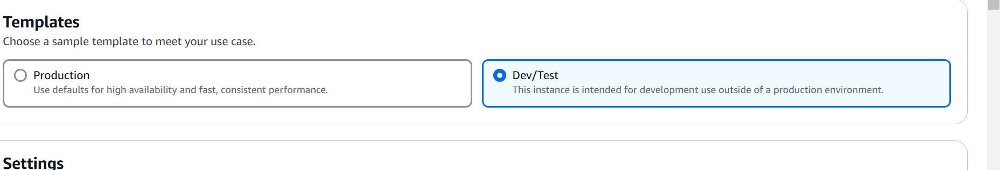 Templates
Choose a sample template to meet your use case.
Production
Use defaults for high availability and fast, consistent performance.
Dev/Test
This instance is intended for development use outside of a production environment.
Settings